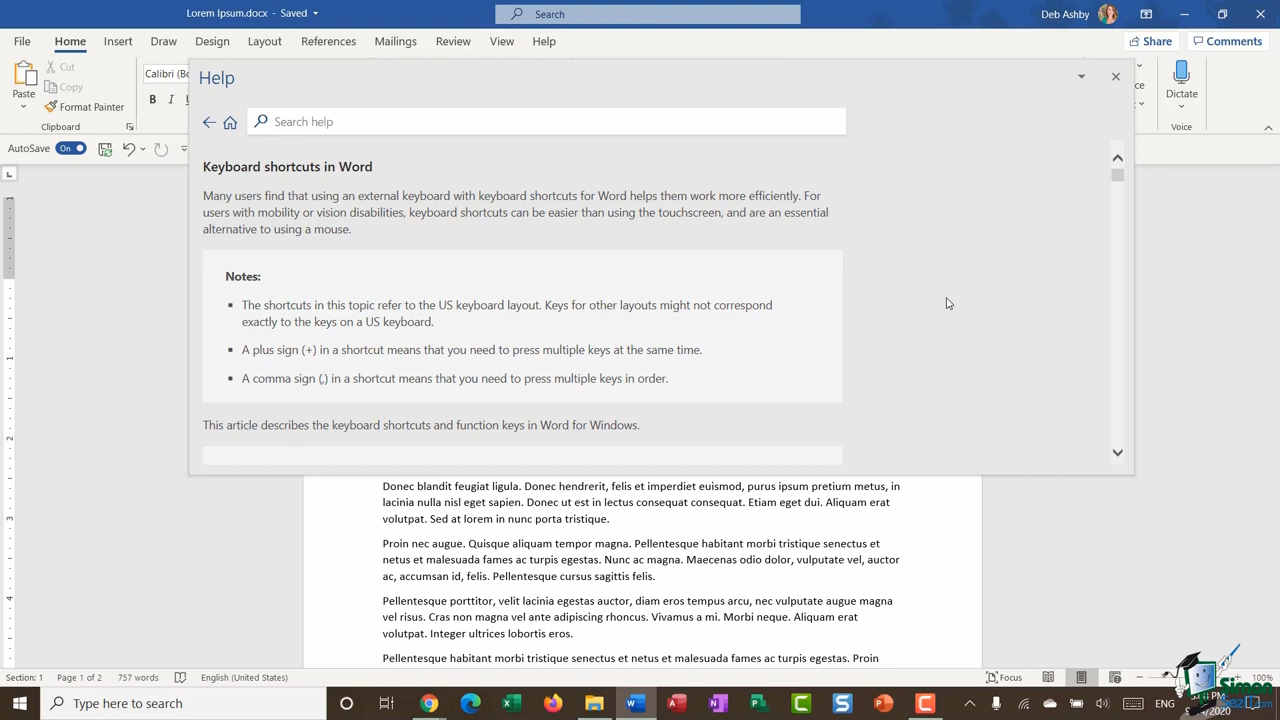 Lorem Ipsum.docx - Saved
Search
Deb Ashby
File Home Insert Draw Design Layout References Mailings Review View Help
Share Comments
Paste
Cut
Copy
Format Painter
Clipboard
Calibri (Bo
B I U
Dictate
Voice
AutoSave On
Help
Search help
Keyboard shortcuts in Word
Many users find that using an external keyboard with keyboard shortcuts for Word helps them work more efficiently. For
users with mobility or vision disabilities, keyboard shortcuts can be easier than using the touchscreen, and are an essential
alternative to using a mouse.
Notes:
The shortcuts in this topic refer to the US keyboard layout. Keys for other layouts might not correspond
exactly to the keys on a US keyboard.
A plus sign (+) in a shortcut means that you need to press multiple keys at the same time.
A comma sign (,) in a shortcut means that you need to press multiple keys in order.
This article describes the keyboard shortcuts and function keys in Word for Windows.
Donec blandit feugiat ligula. Donec hendrerit, felis et imperdiet euismod, purus ipsum pretium metus, in
lacinia nulla nisl eget sapien. Donec ut est in lectus consequat consequat. Etiam eget dui. Aliquam erat
volutpat. Sed at lorem in nunc porta tristique.
Proin nec augue. Quisque aliquam tempor magna. Pellentesque habitant morbi tristique senectus et
netus et malesuada fames ac turpis egestas. Nunc ac magna. Maecenas odio dolor, vulputate vel, auctor
ac, accumsan id, felis. Pellentesque cursus sagittis felis.
Pellentesque porttitor, velit lacinia egestas auctor, diam eros tempus arcu, nec vulputate augue magna
vel risus. Cras non magna vel ante adipiscing rhoncus. Vivamus a mi. Morbi neque. Aliquam erat
volutpat. Integer ultrices lobortis eros.
Pellentesque habitant morbi tristique senectus et netus et malesuada fames ac turpis egestas. Proin
Section: 1 Page 1 of 2 757 words English (United States)
Focus 100%
Type here to search
ENG